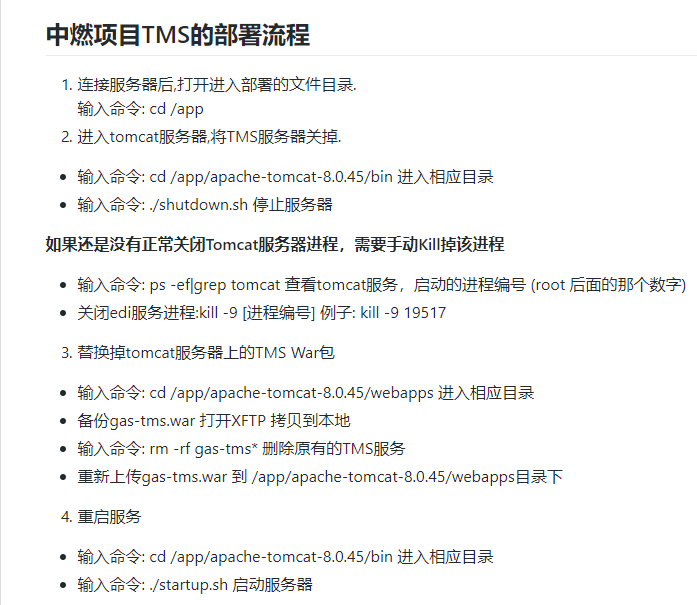 中燃项目TMS的部署流程
1. 连接服务器后,打开进入部署的文件目录.
输入命令: cd /app
2. 进入tomcat服务器,将TMS服务器关掉.
• 输入命令: cd /app/apache-tomcat-8.0.45/bin 进入相应目录
• 输入命令: ./shutdown.sh 停止服务器
如果还是没有正常关闭Tomcat服务器进程，需要手动Kill掉该进程
• 输入命令: ps -ef|grep tomcat 查看tomcat服务，启动的进程编号 (root 后面的那个数字)
• 关闭edi服务进程:kill -9 [进程编号] 例子: kill -9 19517
3. 替换掉tomcat服务器上的TMS War包
• 输入命令: cd /app/apache-tomcat-8.0.45/webapps 进入相应目录
• 备份gas-tms.war 打开XFTP 拷贝到本地
• 输入命令: rm -rf gas-tms* 删除原有的TMS服务
• 重新上传gas-tms.war 到 /app/apache-tomcat-8.0.45/webapps目录下
4. 重启服务
• 输入命令: cd /app/apache-tomcat-8.0.45/bin 进入相应目录
• 输入命令: ./startup.sh 启动服务器